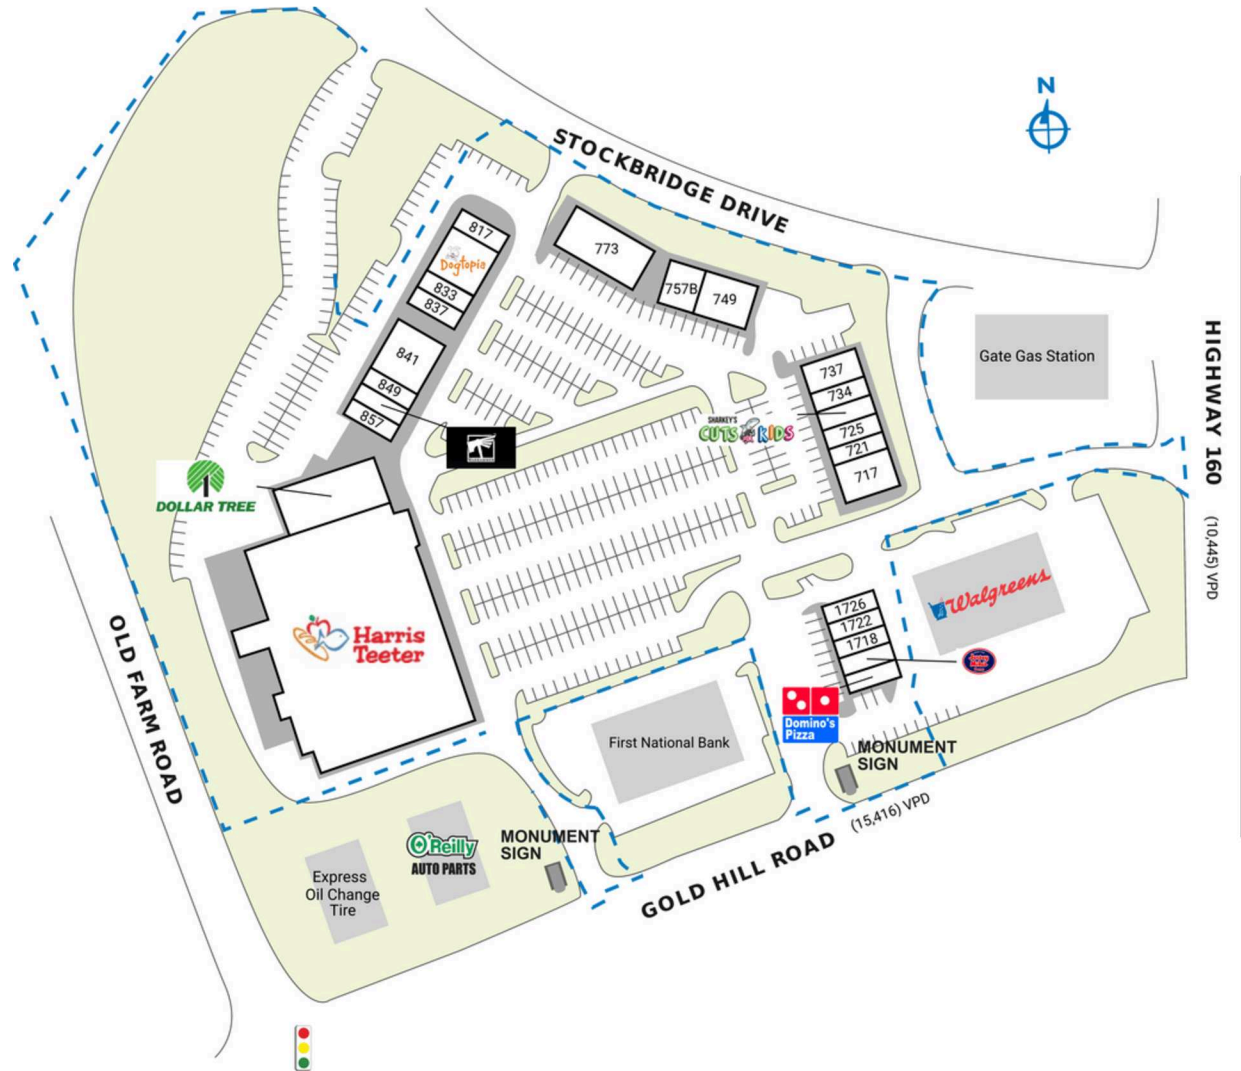 N
STOCKBRIDGE DRIVE
817
Dogtopia
833
837
841
849
857
773
757B
749
737
734
725
721
717
SHARKEY'S
CUTS KIDS
Gate Gas Station
HIGHWAY 160
(10,445) VPD
DOLLAR TREE
Harris
Teeter
OLD FARM ROAD
Walgreens
1726
1722
1718
Domino's
Pizza
First National Bank
MONUMENT
SIGN
(15,416) VPD
GOLD HILL ROAD
O'Reilly
AUTO PARTS
MONUMENT
SIGN
Express
Oil Change
Tire